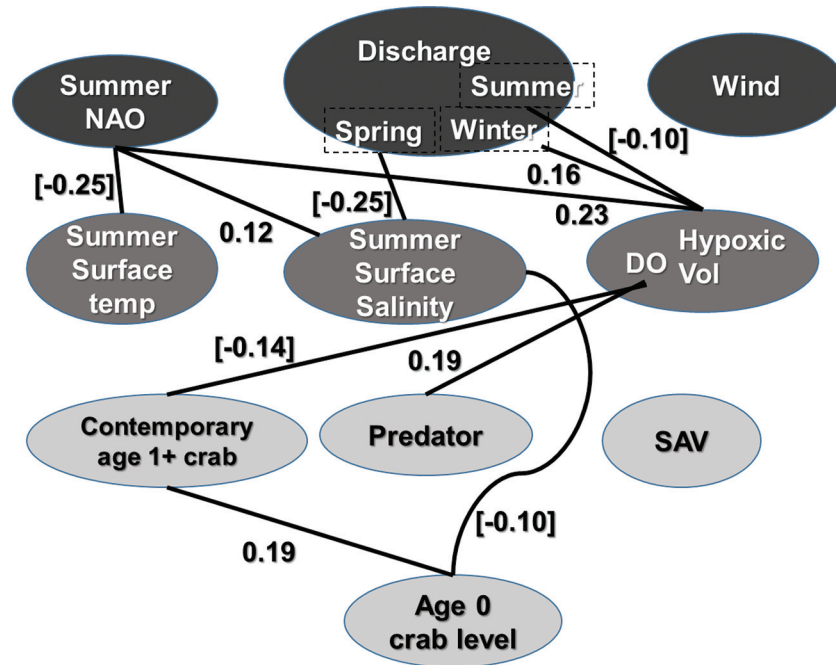 Summer
NAO
Discharge
Summer
Spring
Winter
Wind
[-0.25]
0.12
[-0.25]
[-0.10]
0.16
0.23
Summer
Surface
temp
Summer
Surface
Salinity
DO
Hypoxic
Vol
[-0.14]
0.19
Contemporary
age 1+ crab
Predator
SAV
0.19
[-0.10]
Age 0
crab level